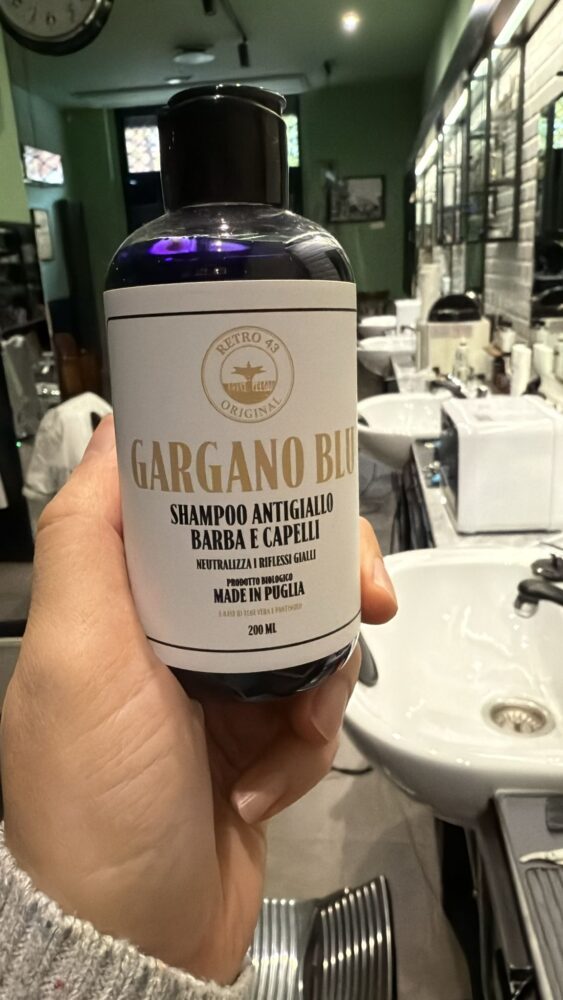 RETRO 43
ORIGINAL
GARGANO BLU
SHAMPOO ANTIGIALLO
BARBA E CAPELLI
NEUTRALIZZA I RIFLESSI GIALLI
PRODOTTO BIOLOGICO
MADE IN PUGLIA
200 ML